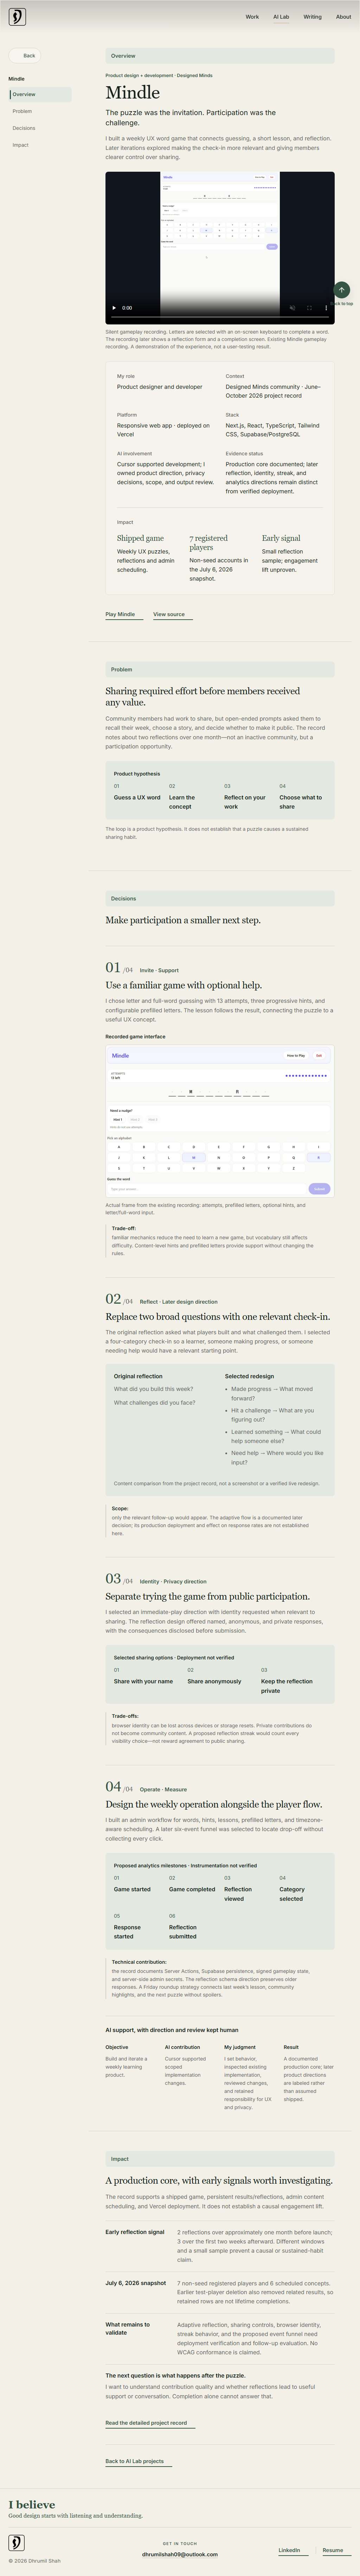 Work AI Lab Writing About
Back
Mindle
Overview
Problem
Decisions
Impact
Overview
Product design + development · Designed Minds
Mindle
The puzzle was the invitation. Participation was the
challenge.
I built a weekly UX word game that connects guessing, a short lesson, and reflection.
Later iterations explored making the check-in more relevant and giving members
clearer control over sharing.
0:00
Back to top
Silent gameplay recording. Letters are selected with an on-screen keyboard to complete a word.
The recording later shows a reflection form and a completion screen. Existing Mindle gameplay
recording. A demonstration of the experience, not a user-testing result.
My role
Product designer and developer
Context
Designed Minds community · June–
October 2026 project record
Platform
Responsive web app · deployed on
Vercel
Stack
Next.js, React, TypeScript, Tailwind
CSS, Supabase/PostgreSQL
AI involvement
Cursor supported development; I
owned product direction, privacy
decisions, scope, and output review.
Evidence status
Production core documented; later
reflection, identity, streak, and
analytics directions remain distinct
from verified deployment.
Impact
Shipped game
Weekly UX puzzles,
reflections and admin
scheduling.
7 registered
players
Non-seed accounts in
the July 6, 2026
snapshot.
Early signal
Small reflection
sample; engagement
lift unproven.
Play Mindle View source
Problem
Sharing required effort before members received
any value.
Community members had work to share, but open-ended prompts asked them to
recall their week, choose a story, and decide whether to make it public. The record
notes about two reflections over one month—not an inactive community, but a
participation opportunity.
Product hypothesis
01
Guess a UX word
02
Learn the
concept
03
Reflect on your
work
04
Choose what to
share
The loop is a product hypothesis. It does not establish that a puzzle causes a sustained
sharing habit.
Decisions
Make participation a smaller next step.
01 /04 Invite · Support
Use a familiar game with optional help.
I chose letter and full-word guessing with 13 attempts, three progressive hints, and
configurable prefilled letters. The lesson follows the result, connecting the puzzle to a
useful UX concept.
Recorded game interface
Mindle
How to Play Exit
ATTEMPTS
13 left
Need a nudge?
Hint 1 Hint 2 Hint 3
Pick an alphabet
A B C D E F G H I
J K L M N O P Q R
S T U V W X Y Z
Guess the word
Type your answer...
Submit
Actual frame from the existing recording: attempts, prefilled letters, optional hints, and
letter/full-word input.
Trade-off:
familiar mechanics reduce the need to learn a new game, but vocabulary still affects
difficulty. Content-level hints and prefilled letters provide support without changing the
rules.
02 /04 Reflect · Later design direction
Replace two broad questions with one relevant check-in.
The original reflection asked what players built and what challenged them. I selected
a four-category check-in so a learner, someone making progress, or someone
needing help would have a relevant starting point.
Original reflection
What did you build this week?
What challenges did you face?
Selected redesign
• Made progress → What moved
forward?
• Hit a challenge → What are you
figuring out?
• Learned something → What could
help someone else?
• Need help → Where would you like
input?
Content comparison from the project record, not a screenshot or a verified live redesign.
Scope:
only the relevant follow-up would appear. The adaptive flow is a documented later
decision; its production deployment and effect on response rates are not established
here.
03 /04 Identity · Privacy direction
Separate trying the game from public participation.
I selected an immediate-play direction with identity requested when relevant to
sharing. The reflection design offered named, anonymous, and private responses,
with the consequences disclosed before submission.
Selected sharing options · Deployment not verified
01
Share with your name
02
Share anonymously
03
Keep the reflection
private
Trade-offs:
browser identity can be lost across devices or storage resets. Private contributions do
not become community content. A proposed reflection streak would count every
visibility choice—not reward agreement to public sharing.
04 /04 Operate · Measure
Design the weekly operation alongside the player flow.
I built an admin workflow for words, hints, lessons, prefilled letters, and timezone-
aware scheduling. A later six-event funnel was selected to locate drop-off without
collecting every click.
Proposed analytics milestones · Instrumentation not verified
01
Game started
02
Game completed
03
Reflection
viewed
04
Category
selected
05
Response
started
06
Reflection
submitted
Technical contribution:
the record documents Server Actions, Supabase persistence, signed gameplay state,
and server-side admin secrets. The reflection schema direction preserves older
responses. A Friday roundup strategy connects last week's lesson, community
highlights, and the next puzzle without spoilers.
AI support, with direction and review kept human
Objective
Build and iterate a
weekly learning
product.
AI contribution
Cursor supported
scoped
implementation
changes.
My judgment
I set behavior,
inspected existing
implementation,
reviewed changes,
and retained
responsibility for UX
and privacy.
Result
A documented
production core; later
product directions
are labeled rather
than assumed
shipped.
Impact
A production core, with early signals worth investigating.
The record supports a shipped game, persistent results/reflections, admin content
scheduling, and Vercel deployment. It does not establish a causal engagement lift.
Early reflection signal
2 reflections over approximately one month before launch;
3 over the first two weeks afterward. Different windows
and a small sample prevent a causal or sustained-habit
claim.
July 6, 2026 snapshot
7 non-seed registered players and 6 scheduled concepts.
Earlier test-player deletion also removed related results, so
retained rows are not lifetime completions.
What remains to
validate
Adaptive reflection, sharing controls, browser identity,
streak behavior, and the proposed event funnel need
deployment verification and follow-up evaluation. No
WCAG conformance is claimed.
The next question is what happens after the puzzle.
I want to understand contribution quality and whether reflections lead to useful
support or conversation. Completion alone cannot answer that.
Read the detailed project record
Back to AI Lab projects
I believe
Good design starts with listening and understanding.
© 2026 Dhrumil Shah
GET IN TOUCH
dhrumilshah09@outlook.com
LinkedIn Resume